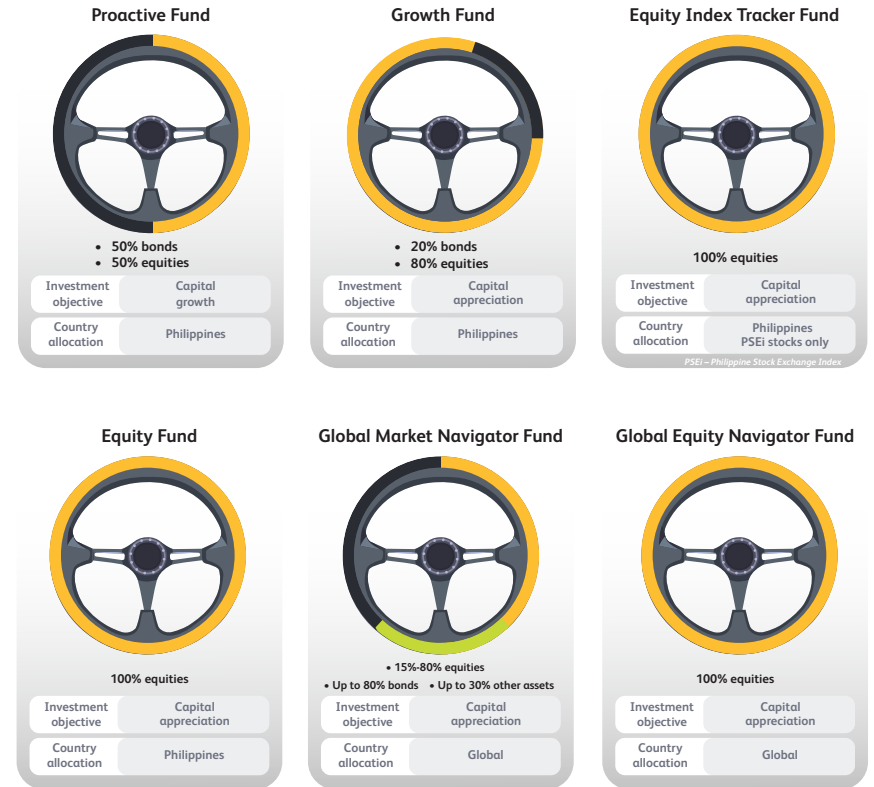 Proactive Fund
• 50% bonds
• 50% equities
Investment objective
Capital growth
Country allocation
Philippines
Growth Fund
• 20% bonds
• 80% equities
Investment objective
Capital appreciation
Country allocation
Philippines
Equity Index Tracker Fund
100% equities
Investment objective
Capital appreciation
Country allocation
Philippines
PSEi stocks only
PSEi – Philippine Stock Exchange Index
Equity Fund
100% equities
Investment objective
Capital appreciation
Country allocation
Philippines
Global Market Navigator Fund
• 15%-80% equities
• Up to 80% bonds • Up to 30% other assets
Investment objective
Capital appreciation
Country allocation
Global
Global Equity Navigator Fund
100% equities
Investment objective
Capital appreciation
Country allocation
Global